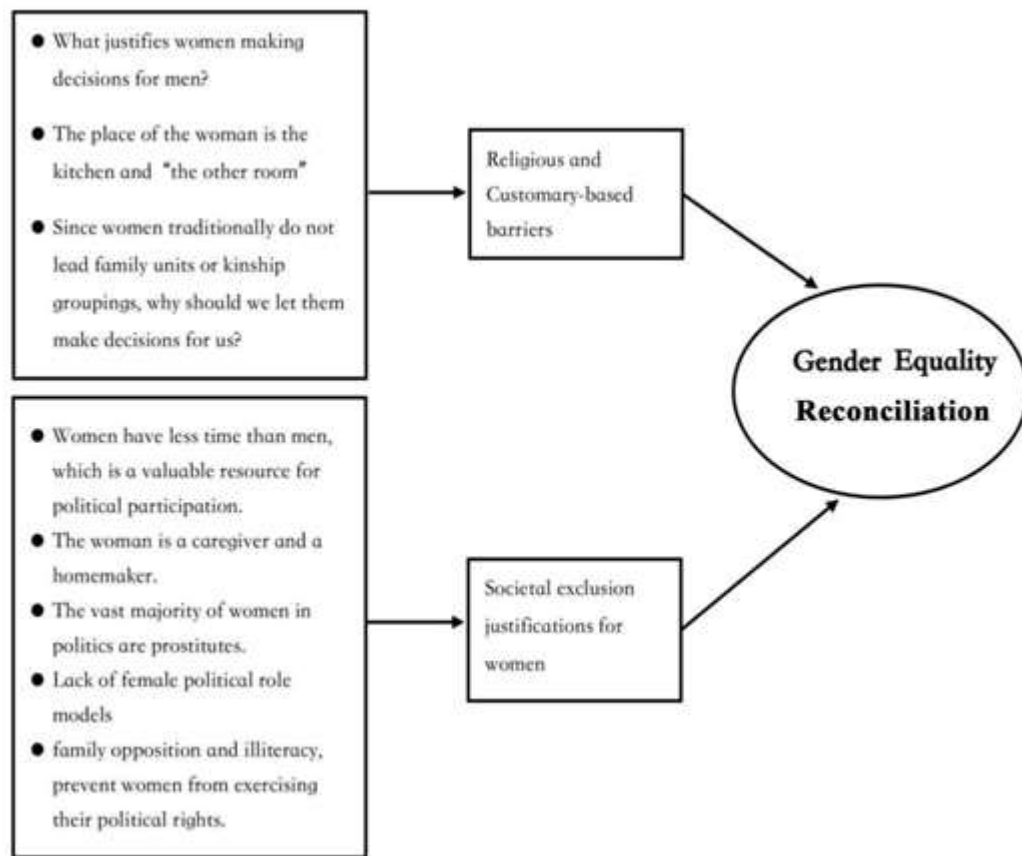 ● What justifies women making
decisions for men?
● The place of the woman is the
kitchen and "the other room"
● Since women traditionally do not
lead family units or kinship
groupings, why should we let them
make decisions for us?
Religious and
Customary-based
barriers
Gender Equality
Reconciliation
● Women have less time than men,
which is a valuable resource for
political participation.
● The woman is a caregiver and a
homemaker.
● The vast majority of women in
politics are prostitutes.
● Lack of female political role
models
● family opposition and illiteracy,
prevent women from exercising
their political rights.
Societal exclusion
justifications for
women